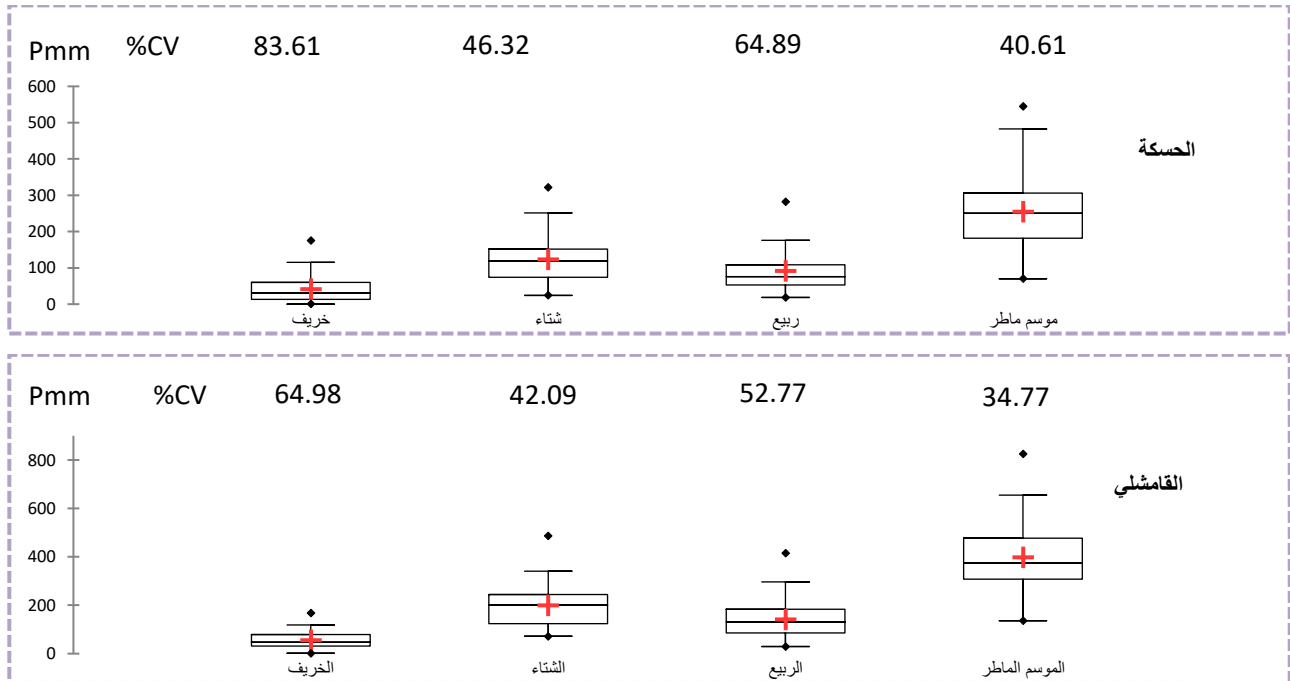 Pmm %CV 83.61 46.32 64.89 40.61
600
500
400
300
200
100
0
الحسكة
خريف شتاء ربيع موسم ماطر
Pmm %CV 64.98 42.09 52.77 34.77
800
600
400
200
0
القامشلي
الخريف الشتاء الربيع الموسم الماطر